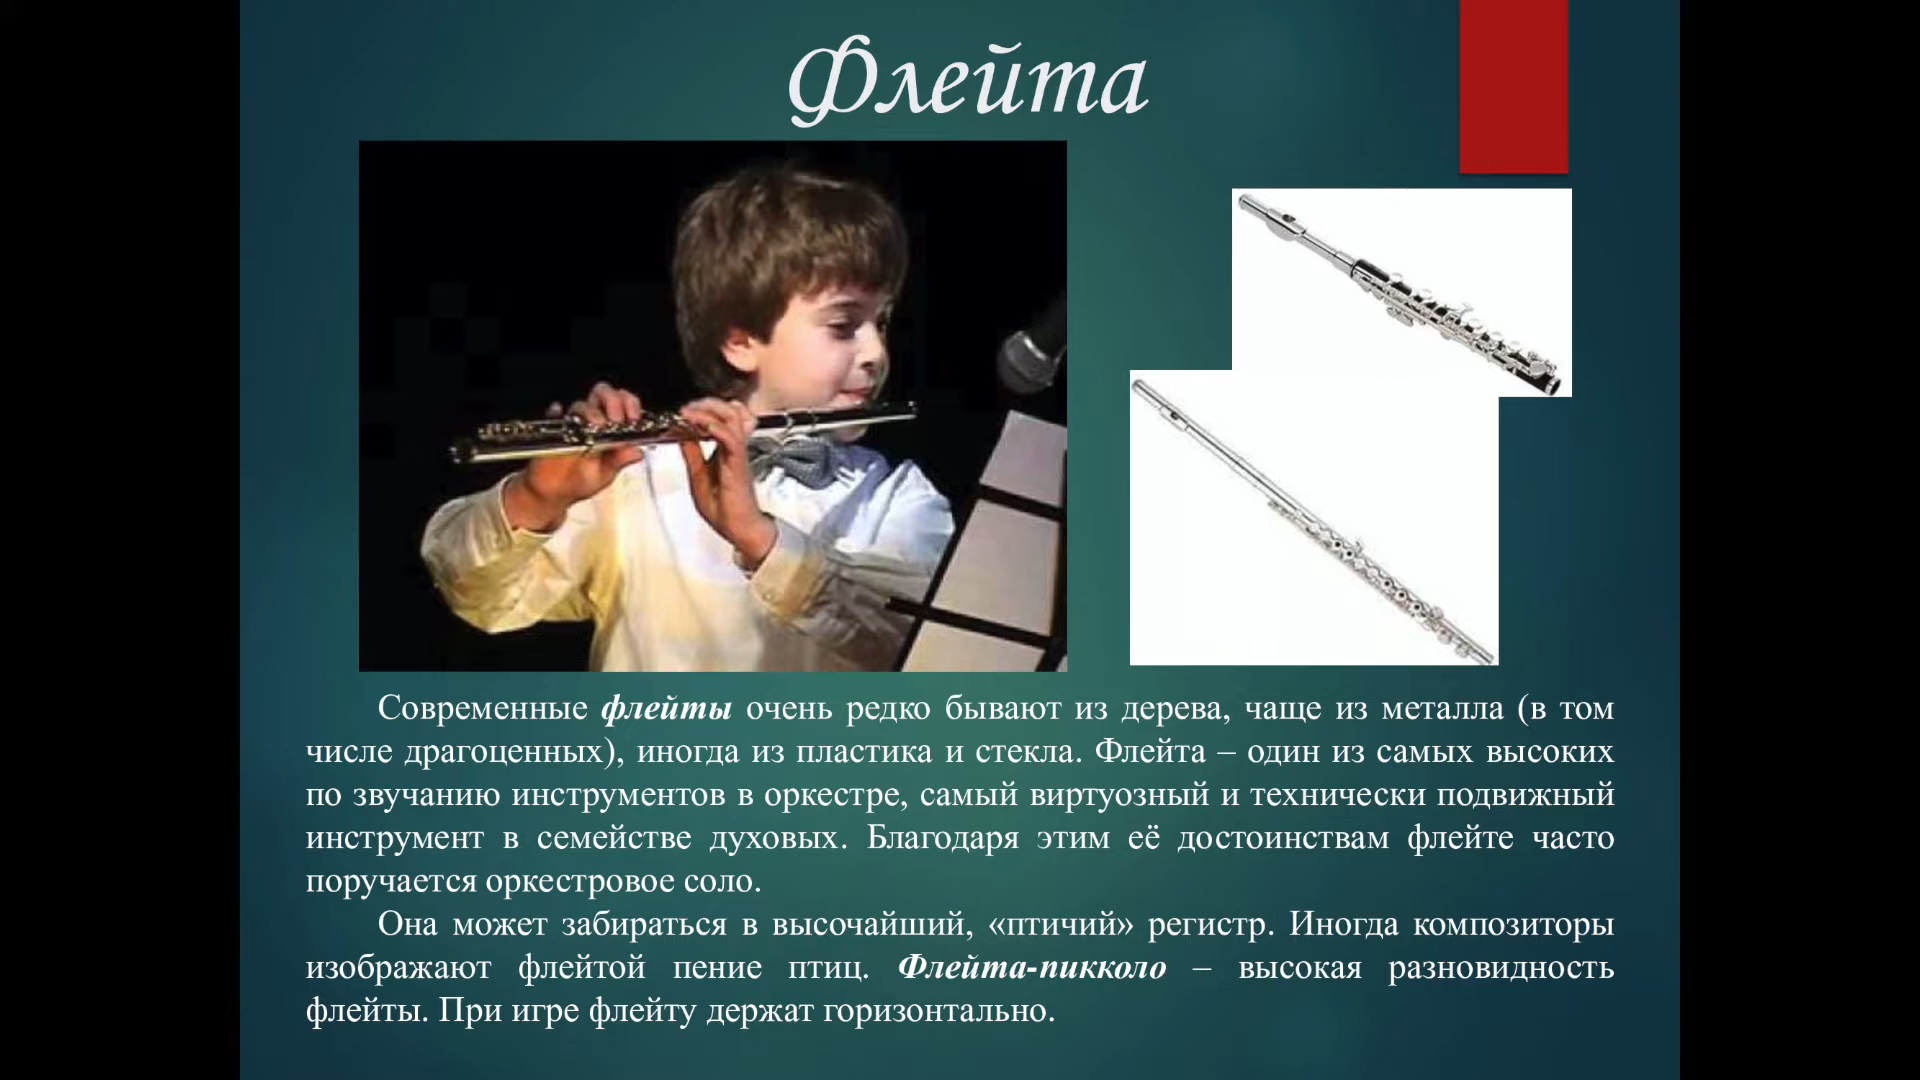 Флейта
Современные флейты очень редко бывают из дерева, чаще из металла (в том
числе драгоценных), иногда из пластика и стекла. Флейта – один из самых высоких
по звучанию инструментов в оркестре, самый виртуозный и технически подвижный
инструмент в семействе духовых. Благодаря этим её достоинствам флейте часто
поручается оркестровое соло.
Она может забираться в высочайший, «птичий» регистр. Иногда композиторы
изображают флейтой пение птиц. Флейта-пикколо – высокая разновидность
флейты. При игре флейту держат горизонтально.